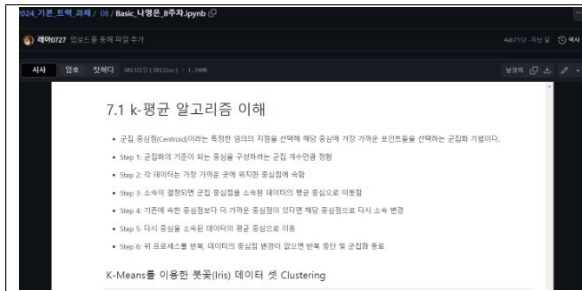 2024_기본_트랙_과제 / 08 / Basic_나영은_8주차.ipynb
레아0727 업로드를 통해 파일 추가
4ab7112 · 지난 달 역사
시사 암호 맛하다
날것의
7.1 k-평균 알고리즘 이해
• 군집 중심점(Centroid)이라는 특정한 임의의 지점을 선택해 해당 중심에 가장 가까운 포인트들을 선택하는 군집화 기법이다.
• Step 1: 군집화의 기준이 되는 중심을 구성하려는 군집 개수만큼 정함
• Step 2: 각 데이터는 가장 가까운 곳에 위치한 중심점에 속함
• Step 3: 소속이 결정되면 군집 중심점을 소속된 데이터의 평균 중심으로 이동함
• Step 4: 기존에 속한 중심점보다 더 가까운 중심점이 있다면 해당 중심점으로 다시 소속 변경
• Step 5: 다시 중심을 소속된 데이터의 평균 중심으로 이동
• Step 6: 위 프로세스를 반복, 데이터의 중심점 변경이 없으면 반복 중단 및 군집화 종료
K-Means를 이용한 붓꽃(Iris) 데이터 셋 Clustering